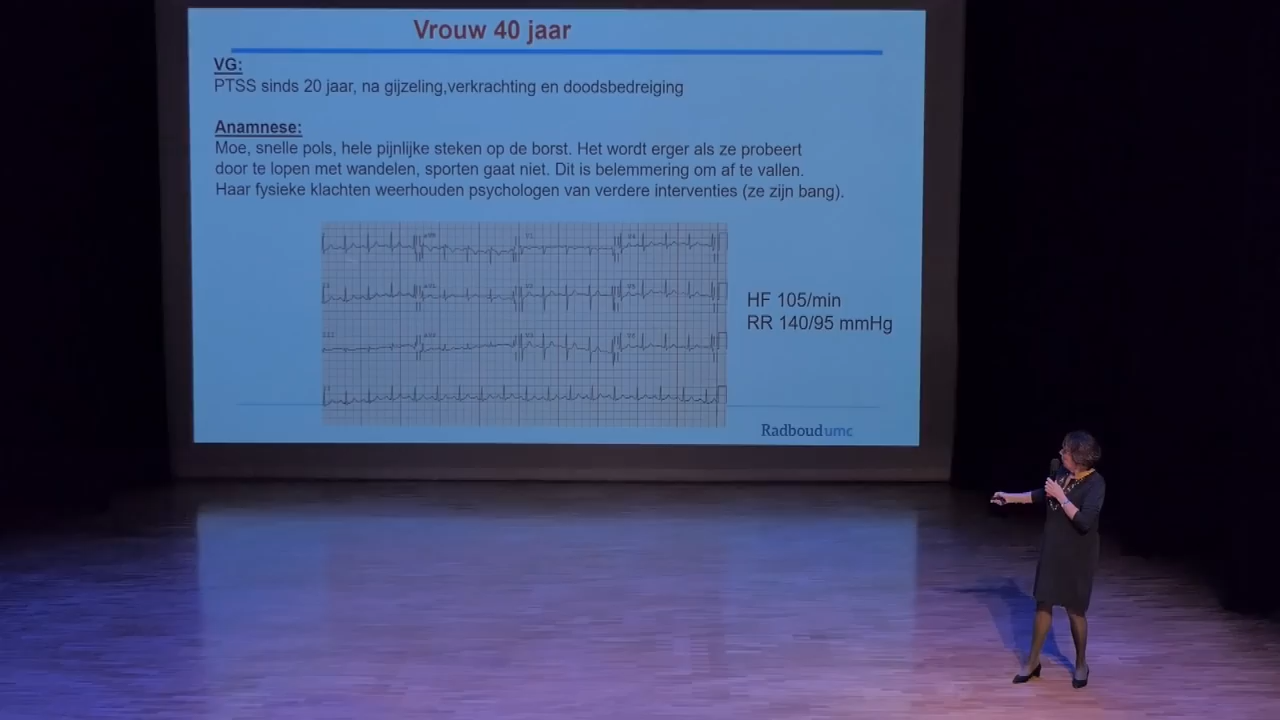 Vrouw 40 jaar
VG:
PTSS sinds 20 jaar, na gijzeling,verkrachting en doodsbedreiging
Anamnese:
Moe, snelle pols, hele pijnlijke steken op de borst. Het wordt erger als ze probeert
door te lopen met wandelen, sporten gaat niet. Dit is belemmering om af te vallen.
Haar fysieke klachten weerhouden psychologen van verdere interventies (ze zijn bang).
HF 105/min
RR 140/95 mmHg
Radboudumc